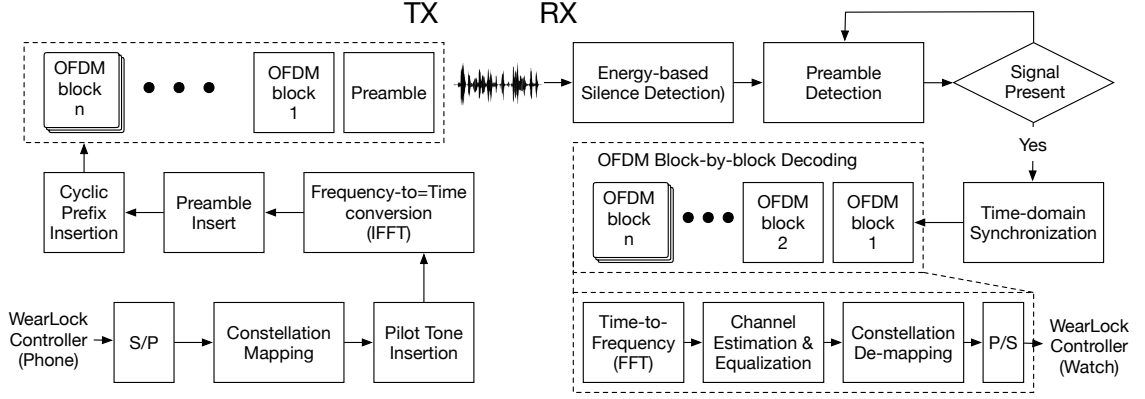 TX
RX
OFDM
block
n
OFDM
block
1
Preamble
Energy-based
Silence Detection)
Preamble
Detection
Signal
Present
Yes
Cyclic
Prefix
Insertion
Preamble
Insert
Frequency-to=Time
conversion
(IFFT)
OFDM Block-by-block Decoding
OFDM
block
n
OFDM
block
2
OFDM
block
1
Time-domain
Synchronization
WearLock
Controller
(Phone)
S/P
Constellation
Mapping
Pilot Tone
Insertion
Time-to-
Frequency
(FFT)
Channel
Estimation &
Equalization
Constellation
De-mapping
P/S
WearLock
Controller
(Watch)